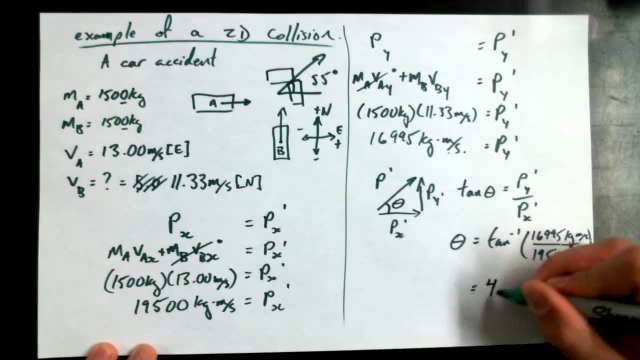 example of a 2D Collision.
A car accident
M_A = 1500kg
M_B = 1500kg
V_A = 13.00m/s [E]
V_B = ? = 11.33m/s [N]
A
55°
+N
- E +
-
B
P_x = P_x'
M_A V_Ax + M_B V_Bx° = P_x'
(1500kg)(13.00m/s) = P_x'
19500 kg·m/s = P_x'
P_y = P_y'
M_A V_Ay° + M_B V_By = P_y'
(1500kg)(11.33m/s) = P_y'
16995 kg·m/s. = P_y'
P' θ P_y' P_x'
tanθ = P_y' / P_x'
θ = tan⁻¹ (16995 kg·m/s / 195
= 4